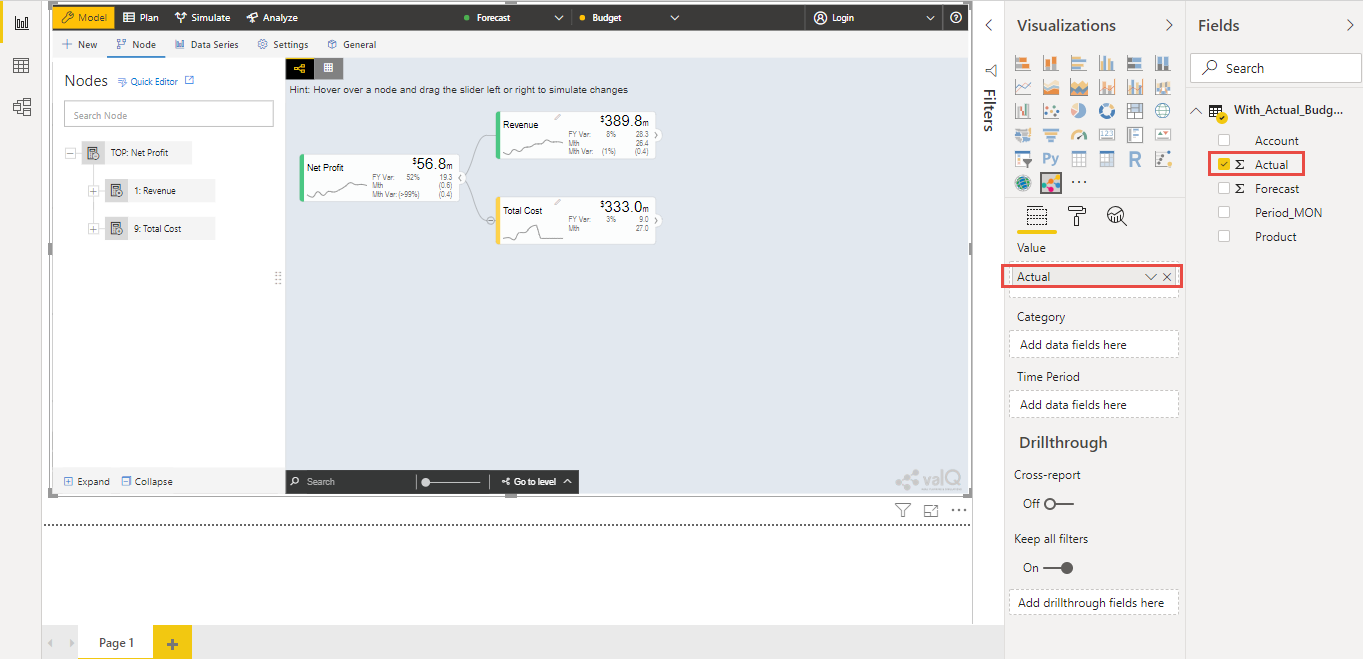 Model
Plan
Simulate
Analyze
Forecast
Budget
Login
New
Node
Data Series
Settings
General
Nodes
Quick Editor
Search Node
TOP: Net Profit
1: Revenue
9: Total Cost
Expand
Collapse
Hint: Hover over a node and drag the slider left or right to simulate changes
Net Profit
$56.8m
FY Var: 52% 19.3
Mth (0.6)
Mth Var: (>99%) (0.4)
Revenue
$389.8m
FY Var: 8% 28.3
Mth 26.4
Mth Var: (1%) (0.4)
Total Cost
$333.0m
FY Var: 3% 9.0
Mth 27.0
Search
Go to level
valQ
Page 1
Filters
Visualizations
Py
123
R
Value
Actual
Category
Add data fields here
Time Period
Add data fields here
Drillthrough
Cross-report
Off
Keep all filters
On
Add drillthrough fields here
Fields
Search
With_Actual_Budg...
Account
Σ Actual
Σ Forecast
Period_MON
Product